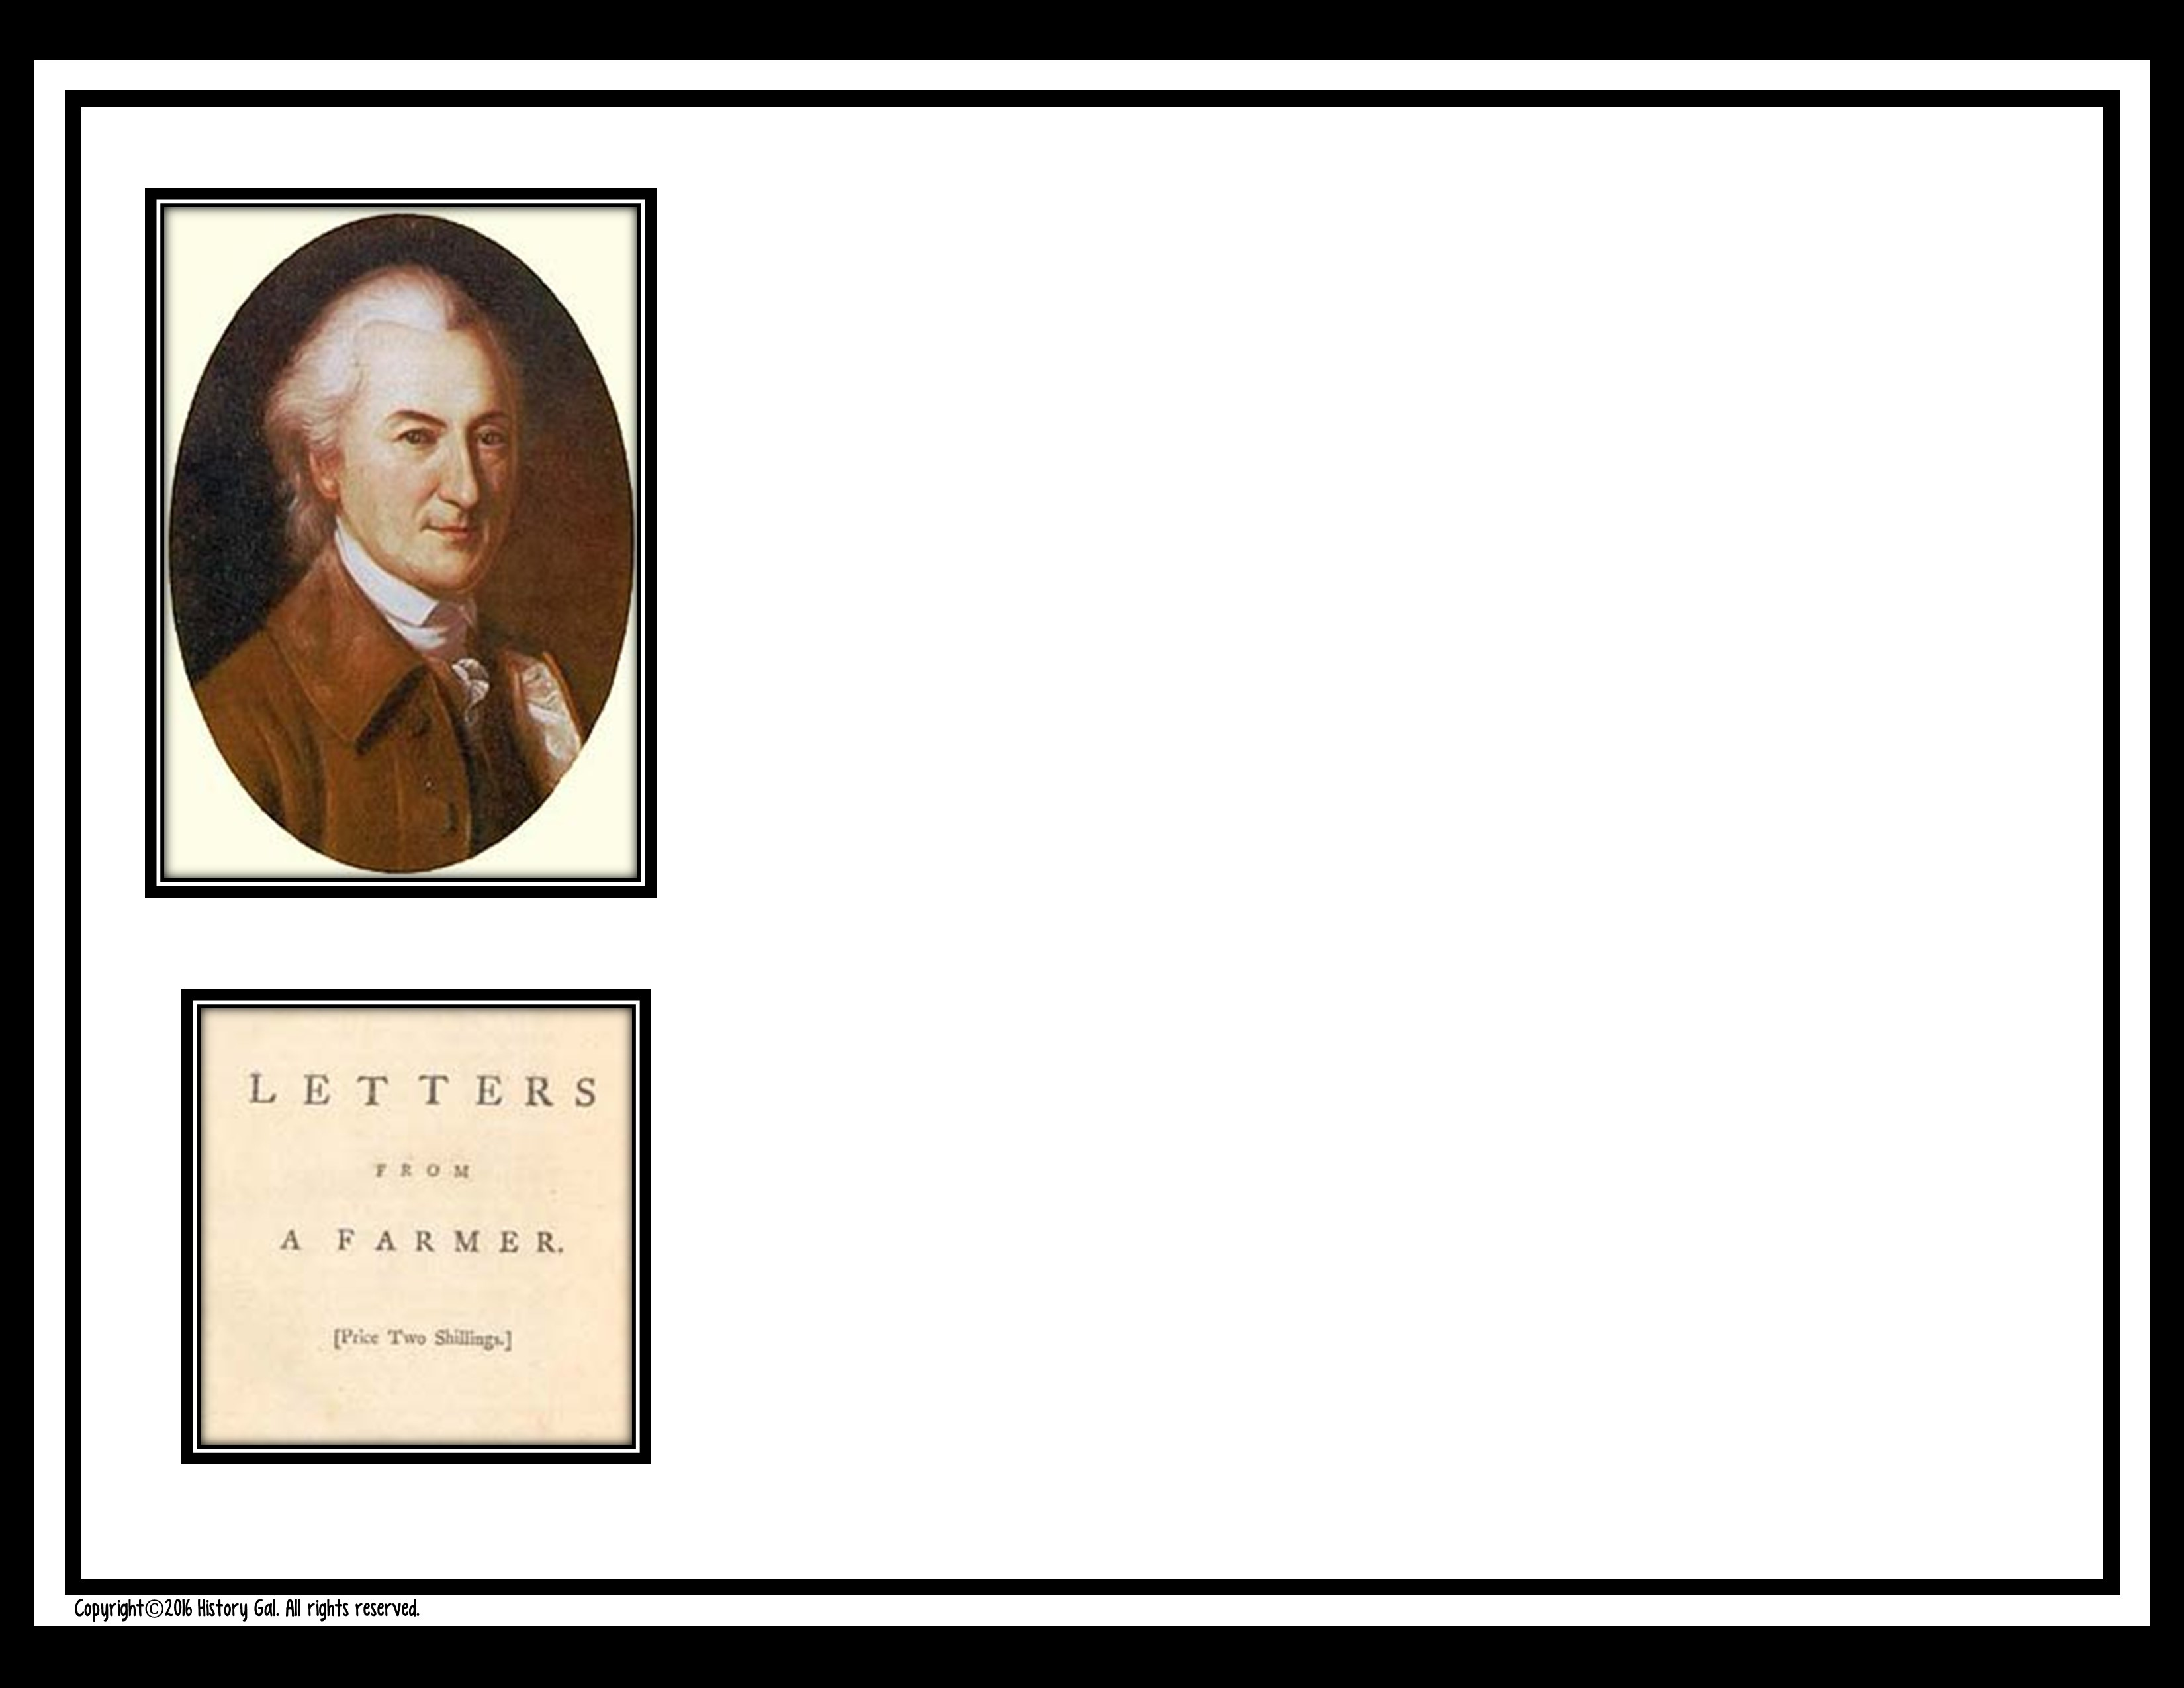 LETTERS
FROM
A FARMER.
[Price Two Shillings.]
Copyright©2016 History Gal. All rights reserved.